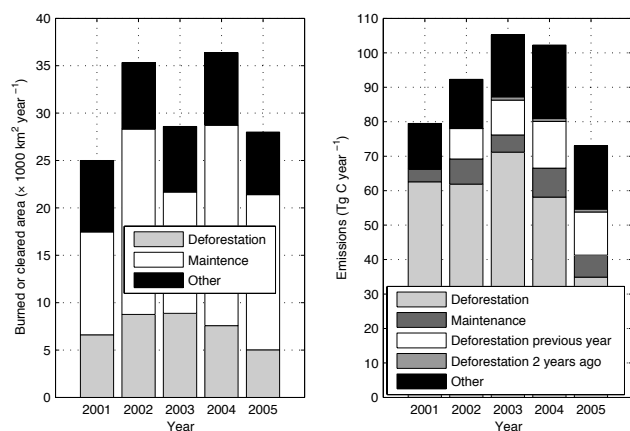 40
35
30
25
20
15
10
5
0
Burned or cleared area (× 1000 km² year⁻¹)
Deforestation
Maintence
Other
2001 2002 2003 2004 2005
Year
110
100
90
80
70
60
50
40
30
20
10
0
Emissions (Tg C year⁻¹)
Deforestation
Maintenance
Deforestation previous year
Deforestation 2 years ago
Other
2001 2002 2003 2004 2005
Year